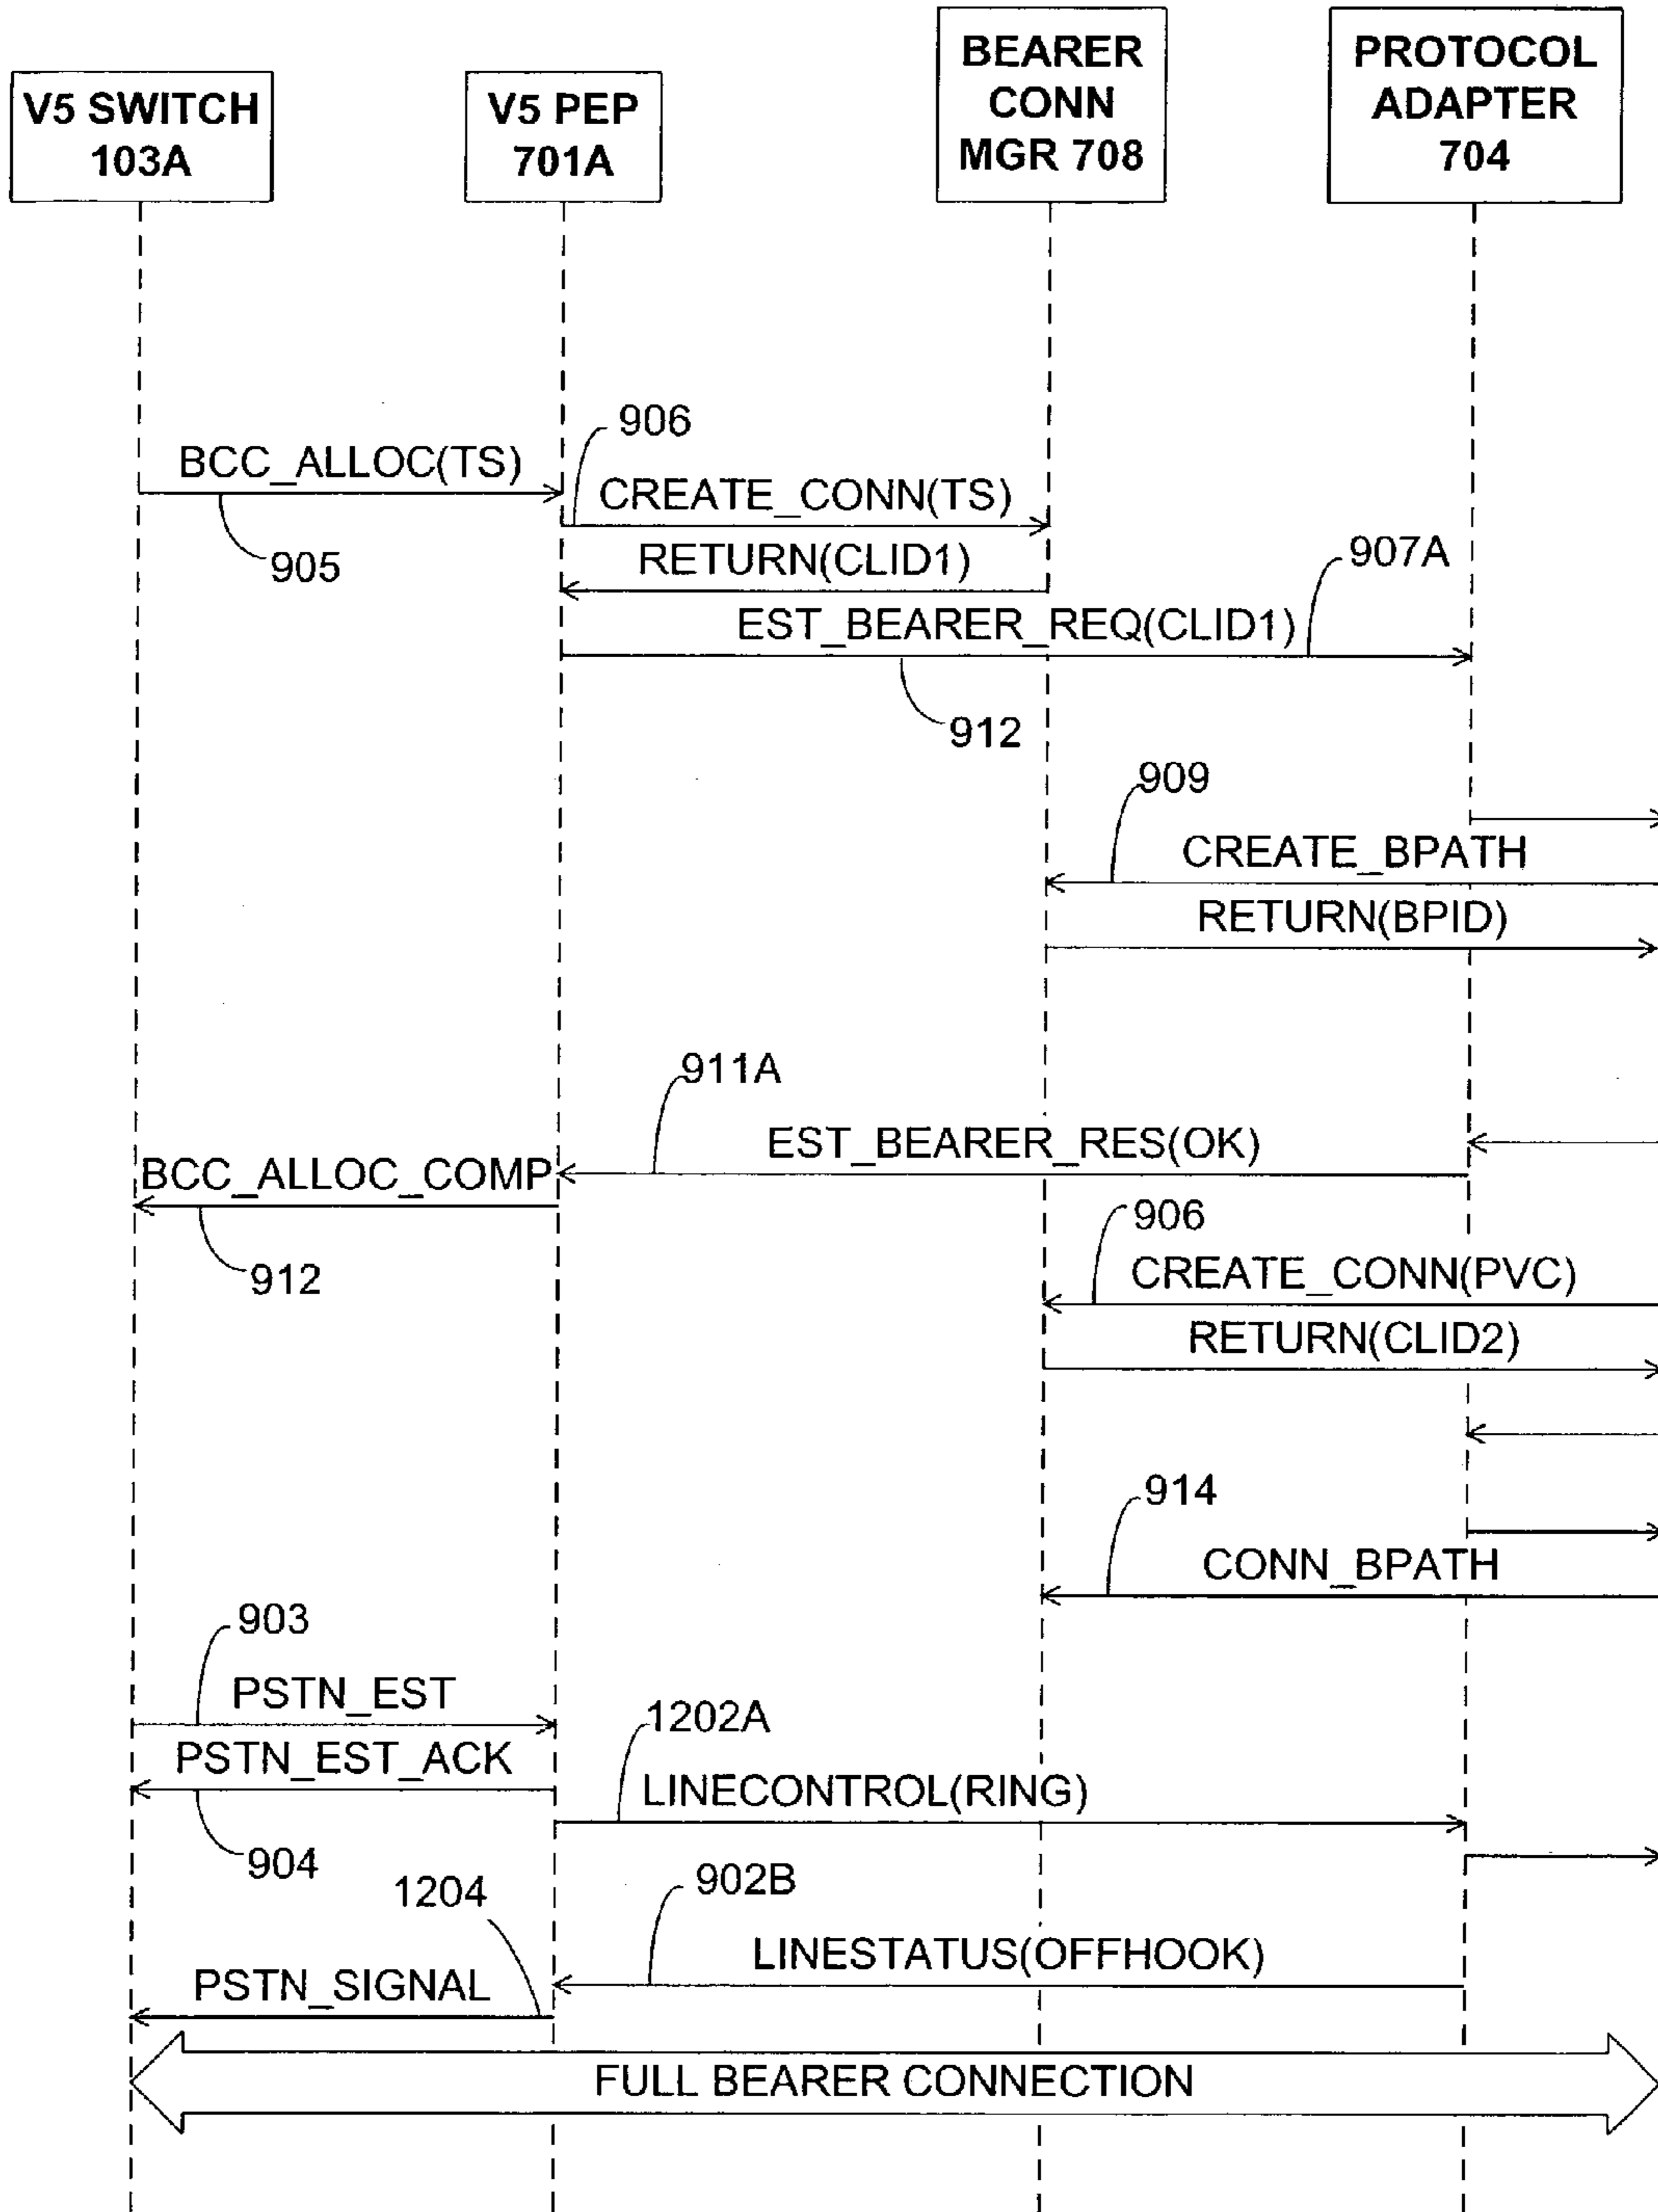 V5 SWITCH
103A
V5 PEP
701A
BEARER
CONN
MGR 708
PROTOCOL
ADAPTER
704
906
BCC_ALLOC(TS)
CREATE_CONN(TS)
905
RETURN(CLID1)
907A
EST_BEARER_REQ(CLID1)
912
909
CREATE_BPATH
RETURN(BPID)
911A
EST_BEARER_RES(OK)
BCC_ALLOC_COMP
906
912
CREATE_CONN(PVC)
RETURN(CLID2)
914
CONN_BPATH
903
PSTN_EST
1202A
PSTN_EST_ACK
LINECONTROL(RING)
904
1204
902B
LINESTATUS(OFFHOOK)
PSTN_SIGNAL
FULL BEARER CONNECTION